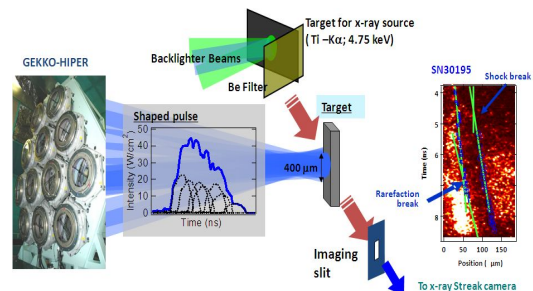 Target for x-ray source
(Ti –Kα; 4.75 keV)
Backlighter Beams
Be Filter
GEKKO-HIPER
Shaped pulse
Intensity (W/cm²)
50
40
30
20
10
0
Time (ns)
Target
400 μm
Imaging
slit
SN30195
Shock break
Rarefaction
break
Time (ns)
4
5
6
7
8
0 50 100 150
Position ( μm)
To x-ray Streak camera